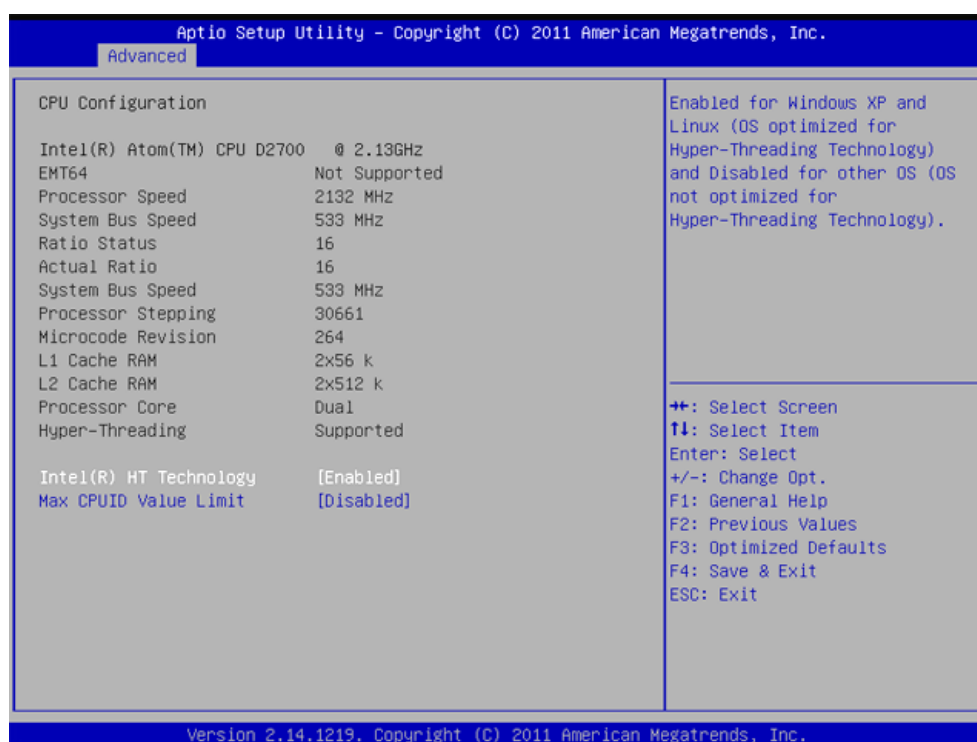 Aptio Setup Utility – Copyright (C) 2011 American Megatrends, Inc.
Advanced
CPU Configuration
Intel(R) Atom(TM) CPU D2700 @ 2.13GHz
EMT64 Not Supported
Processor Speed 2132 MHz
System Bus Speed 533 MHz
Ratio Status 16
Actual Ratio 16
System Bus Speed 533 MHz
Processor Stepping 30661
Microcode Revision 264
L1 Cache RAM 2x56 k
L2 Cache RAM 2x512 k
Processor Core Dual
Hyper-Threading Supported
Intel(R) HT Technology [Enabled]
Max CPUID Value Limit [Disabled]
Enabled for Windows XP and
Linux (OS optimized for
Hyper-Threading Technology)
and Disabled for other OS (OS
not optimized for
Hyper-Threading Technology).
→←: Select Screen
↑↓: Select Item
Enter: Select
+/-: Change Opt.
F1: General Help
F2: Previous Values
F3: Optimized Defaults
F4: Save & Exit
ESC: Exit
Version 2.14.1219. Copyright (C) 2011 American Megatrends, Inc.